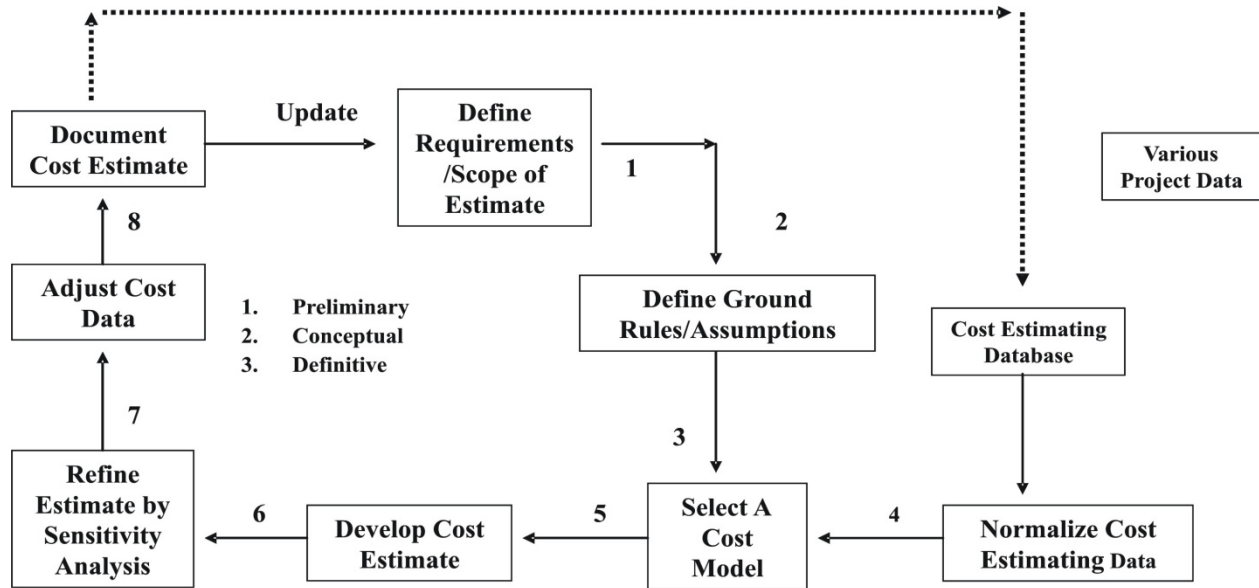 Update
Document
Cost Estimate
Define
Requirements
/Scope of
Estimate
1
Various
Project Data
8
2
Adjust Cost
Data
1. Preliminary
2. Conceptual
3. Definitive
Define Ground
Rules/Assumptions
Cost Estimating
Database
7
3
Refine
Estimate by
Sensitivity
Analysis
6
Develop Cost
Estimate
5
Select A
Cost
Model
4
Normalize Cost
Estimating Data